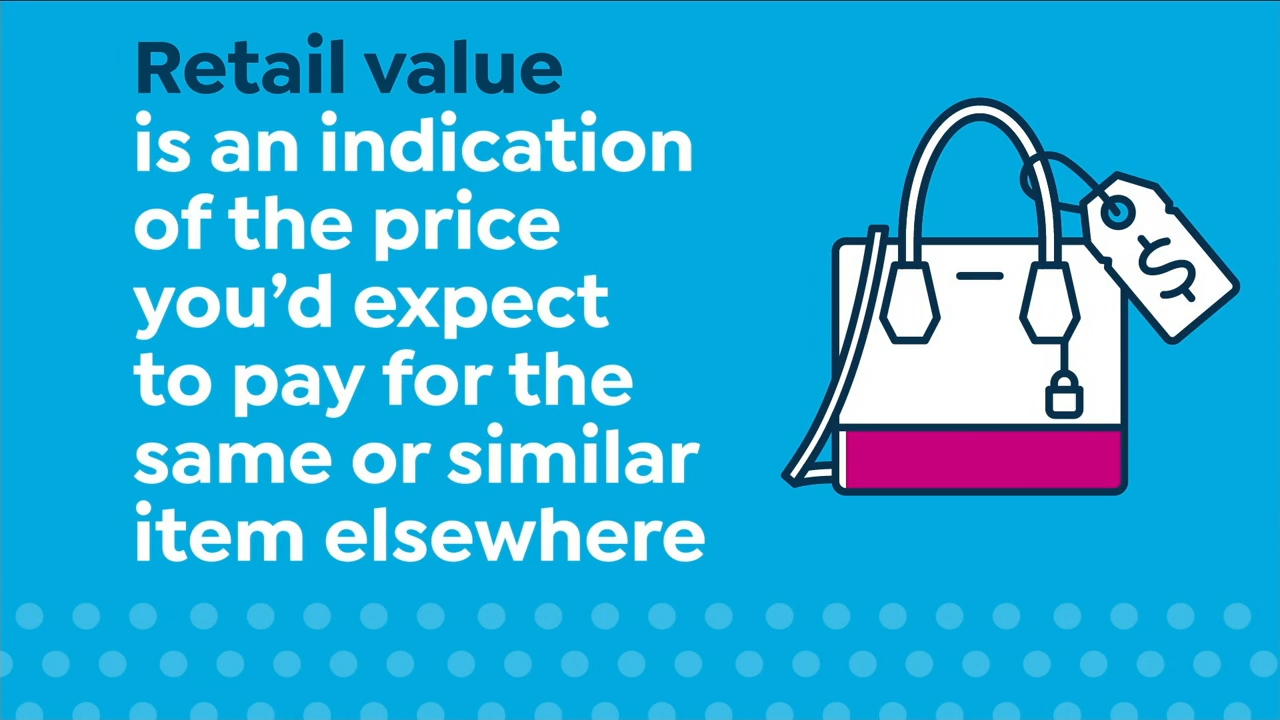 Retail value
is an indication
of the price
you’d expect
to pay for the
same or similar
item elsewhere
$